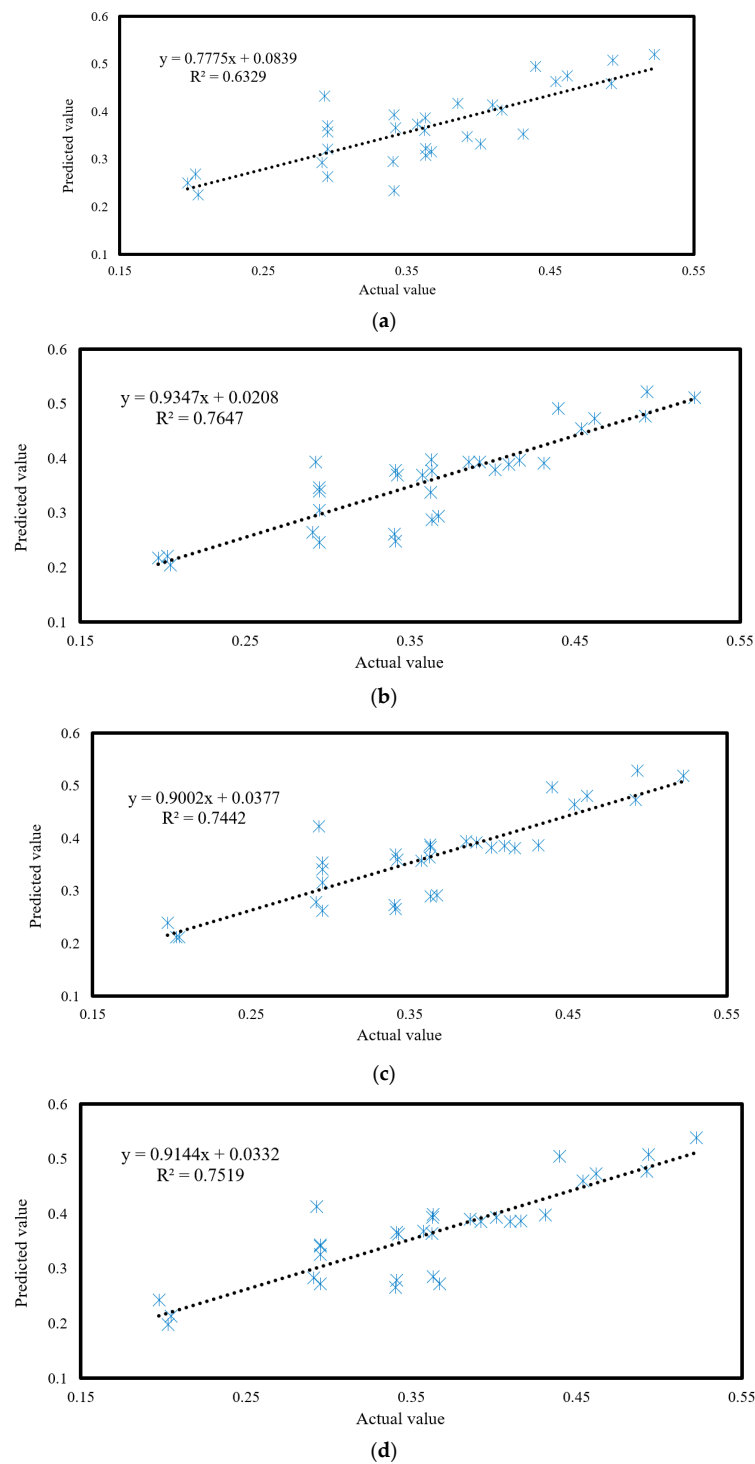 0.6
y = 0.7775x + 0.0839
R² = 0.6329
0.5
0.4
Predicted value
0.3
0.2
0.1
0.15 0.25 0.35 0.45 0.55
Actual value
(a)
0.6
y = 0.9347x + 0.0208
R² = 0.7647
0.5
0.4
Predicted value
0.3
0.2
0.1
0.15 0.25 0.35 0.45 0.55
Actual value
(b)
0.6
y = 0.9002x + 0.0377
R² = 0.7442
0.5
0.4
Predicted value
0.3
0.2
0.1
0.15 0.25 0.35 0.45 0.55
Actual value
(c)
0.6
y = 0.9144x + 0.0332
R² = 0.7519
0.5
0.4
Predicted value
0.3
0.2
0.1
0.15 0.25 0.35 0.45 0.55
Actual value
(d)